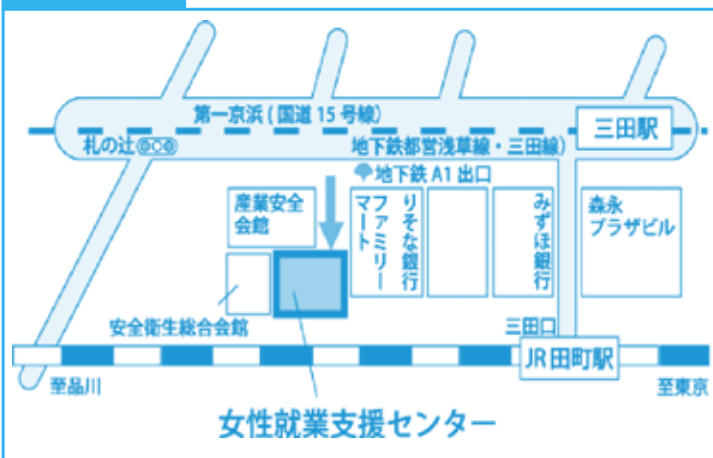 第一京浜(国道15号線)
三田駅
札の辻
地下鉄都営浅草線・三田線)
地下鉄A1出口
産業安全
会館
りそな銀行
ファミリー
マート
みずほ銀行
森永
プラザビル
安全衛生総合会館
三田口
JR田町駅
至品川
至東京
女性就業支援センター